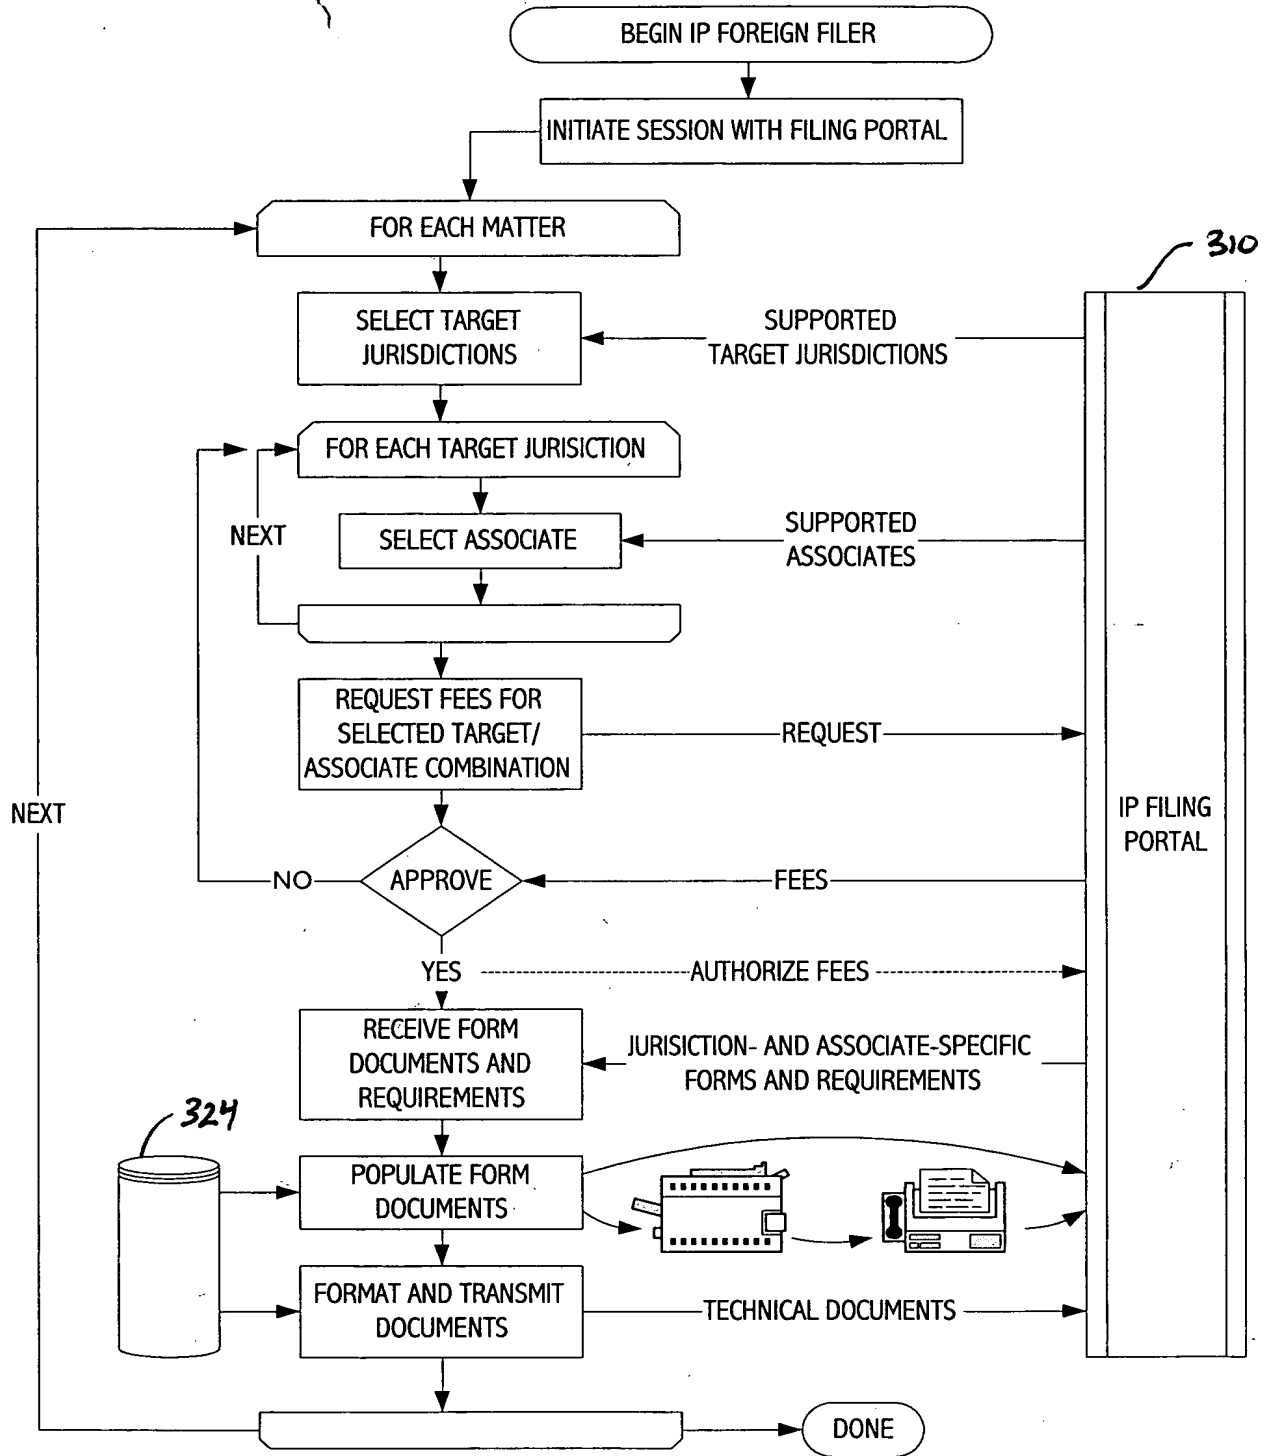 BEGIN IP FOREIGN FILER
INITIATE SESSION WITH FILING PORTAL
FOR EACH MATTER
310
SELECT TARGET
JURISDICTIONS
SUPPORTED
TARGET JURISDICTIONS
FOR EACH TARGET JURISICTION
NEXT
SELECT ASSOCIATE
SUPPORTED
ASSOCIATES
REQUEST FEES FOR
SELECTED TARGET/
ASSOCIATE COMBINATION
REQUEST
NEXT
IP FILING
PORTAL
NO
APPROVE
FEES
YES
AUTHORIZE FEES
RECEIVE FORM
DOCUMENTS AND
REQUIREMENTS
JURISICTION- AND ASSOCIATE-SPECIFIC
FORMS AND REQUIREMENTS
324
POPULATE FORM
DOCUMENTS
FORMAT AND TRANSMIT
DOCUMENTS
TECHNICAL DOCUMENTS
DONE